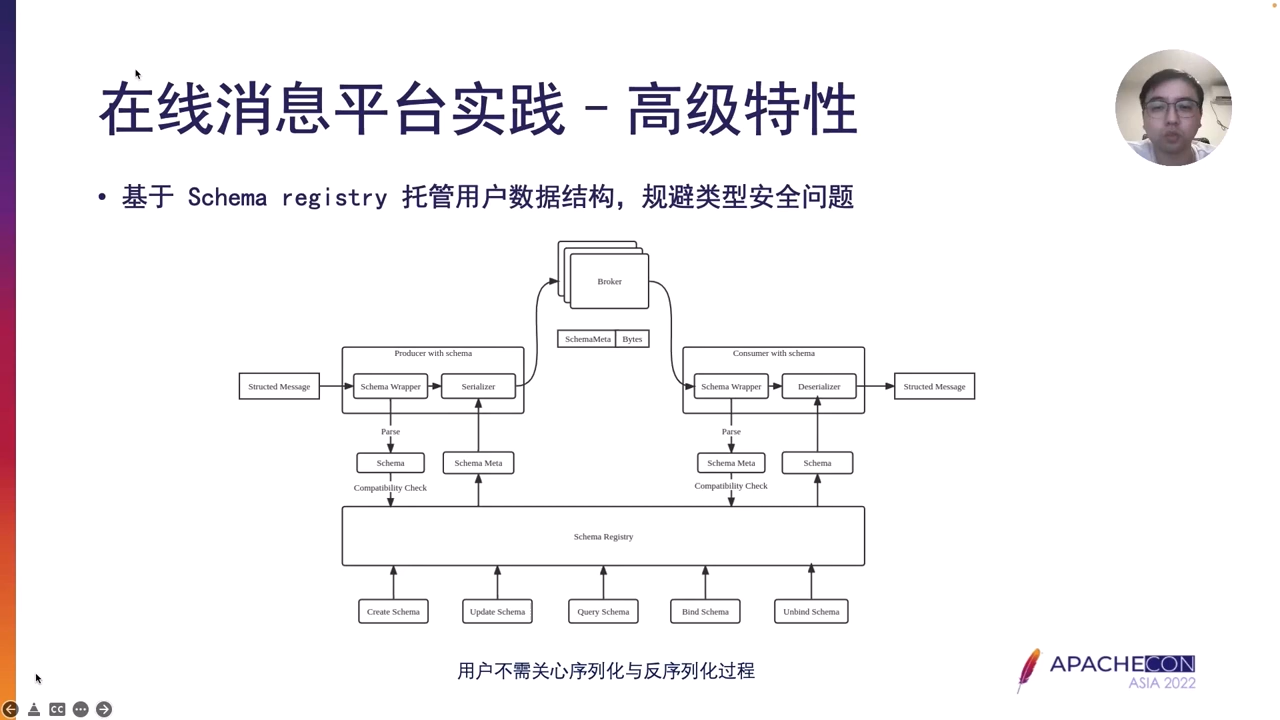 在线消息平台实践 - 高级特性
• 基于 Schema registry 托管用户数据结构，规避类型安全问题
Broker
SchemaMeta Bytes
Producer with schema
Consumer with schema
Structed Message
Schema Wrapper
Serializer
Schema Wrapper
Deserializer
Structed Message
Parse
Parse
Schema
Schema Meta
Schema Meta
Schema
Compatibility Check
Compatibility Check
Schema Registry
Create Schema
Update Schema
Query Schema
Bind Schema
Unbind Schema
用户不需关心序列化与反序列化过程
APACHECON
ASIA 2022
CC